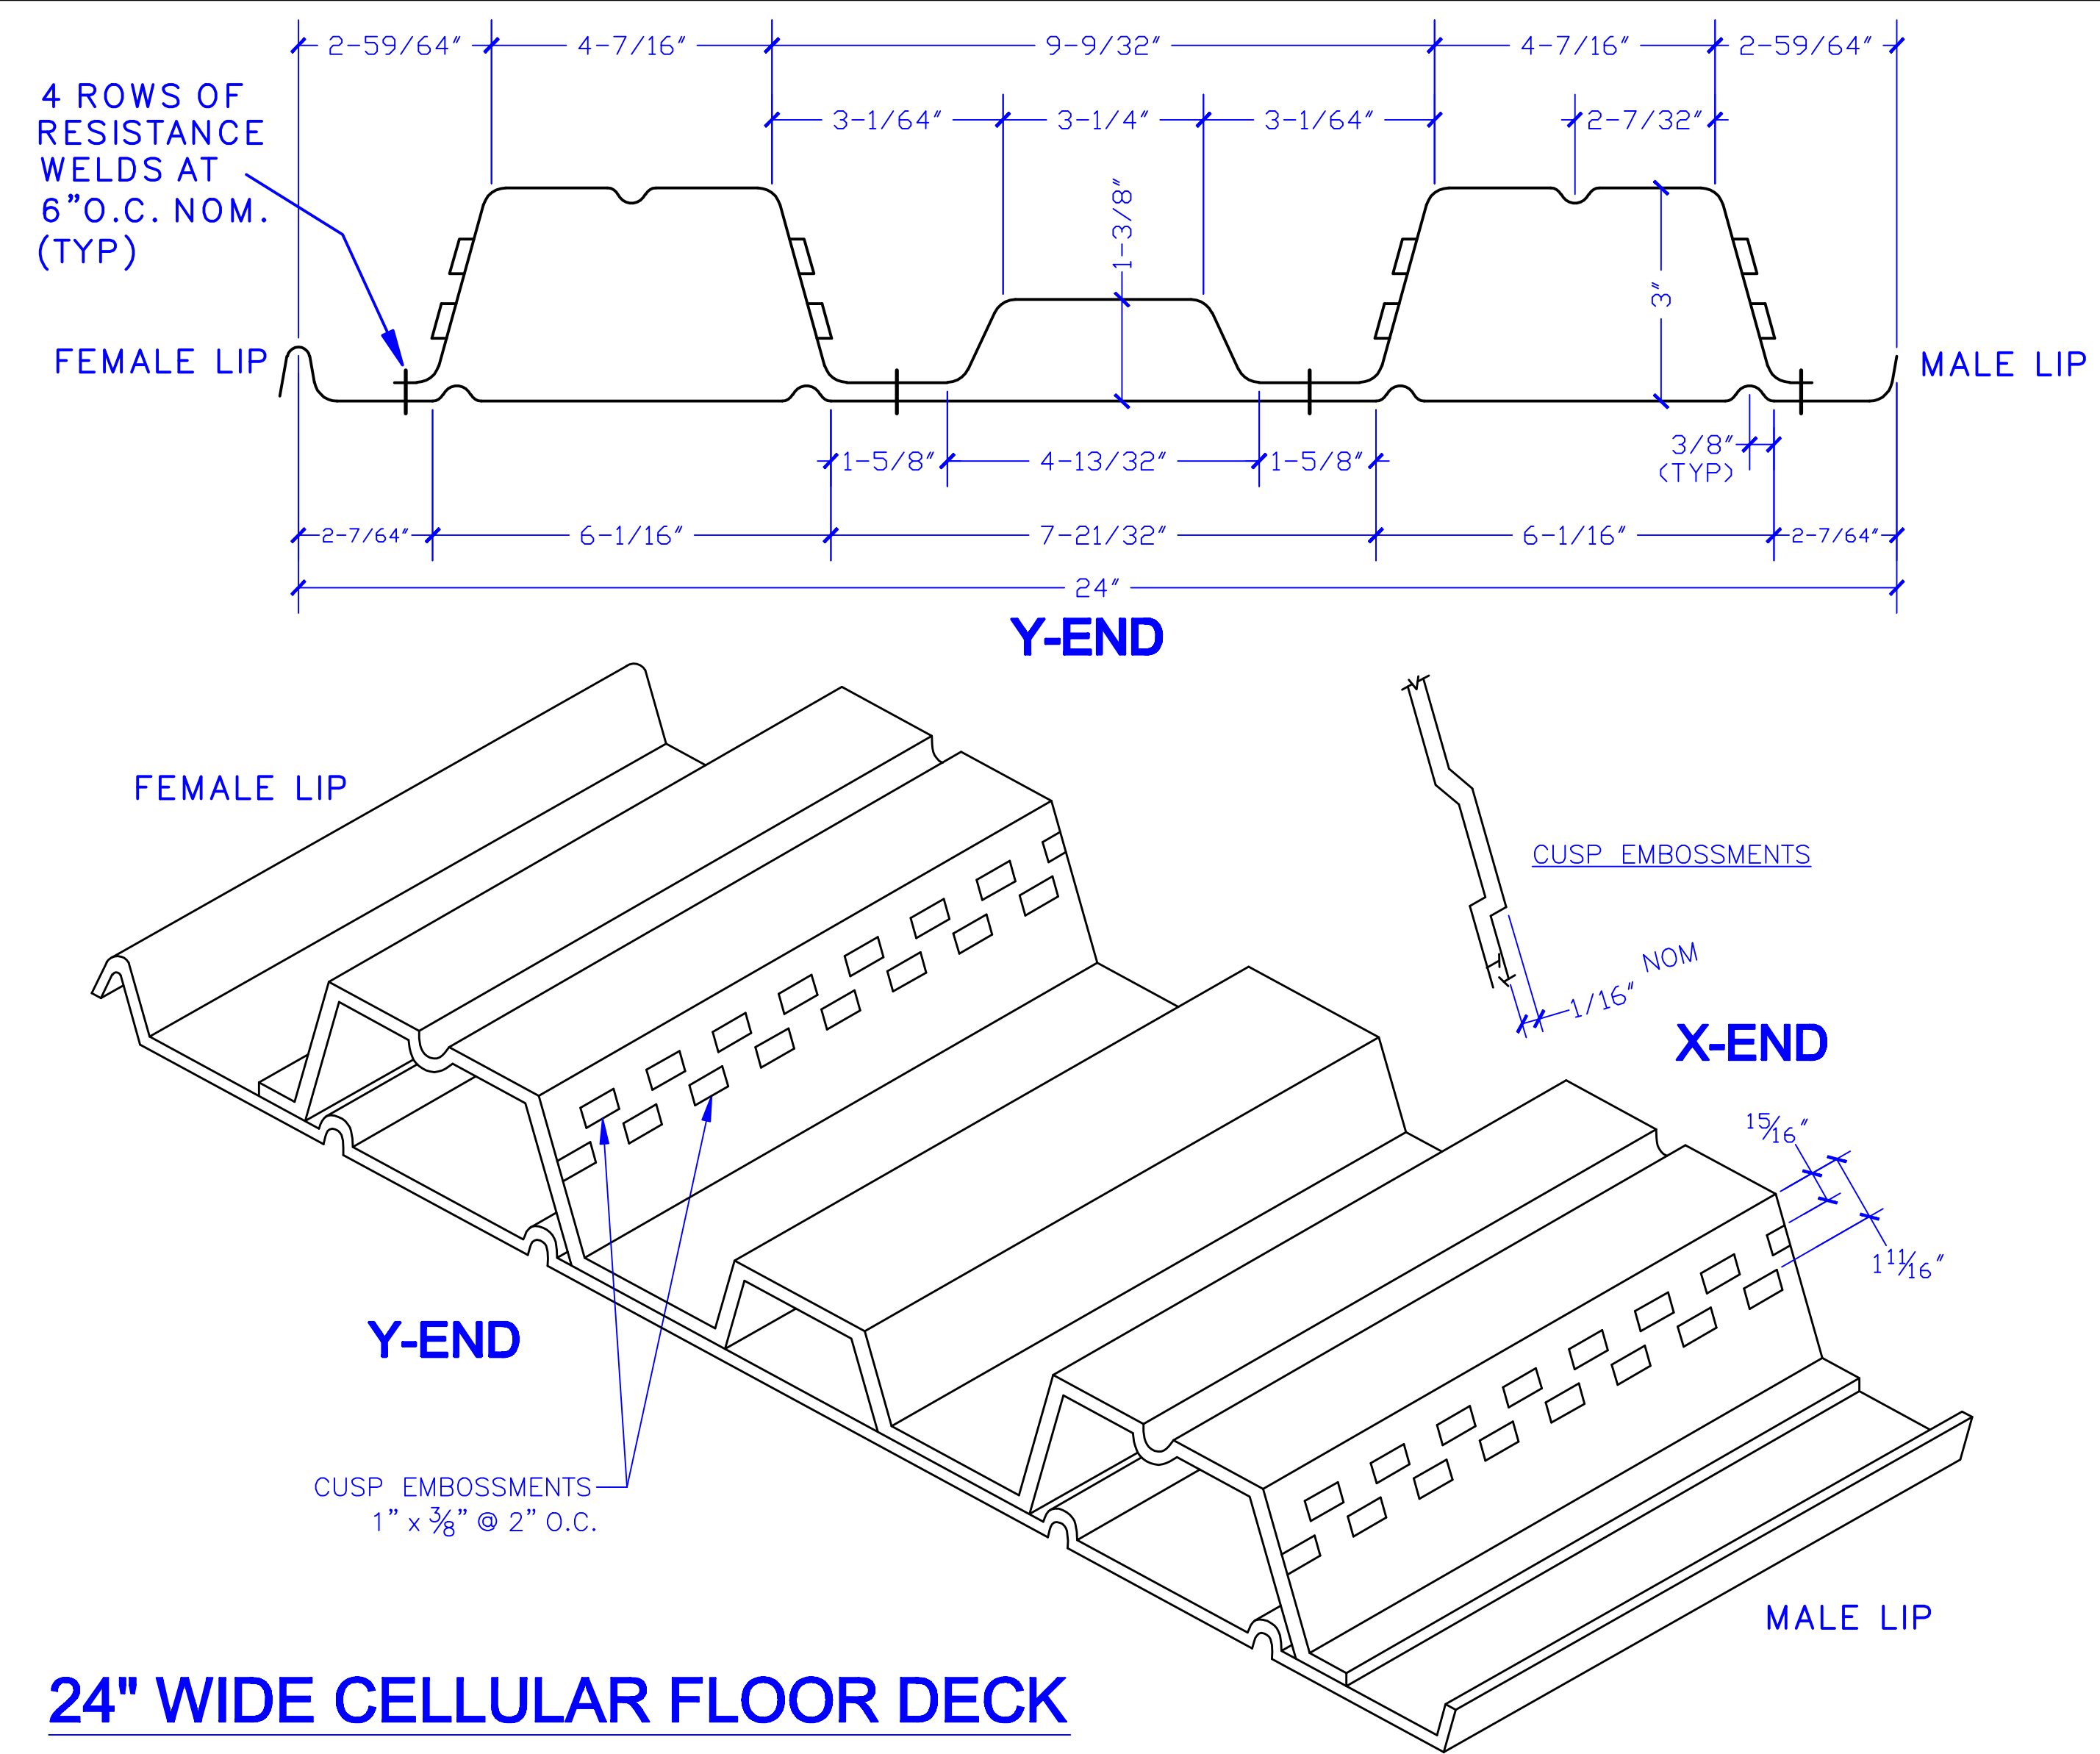 2-59/64" 4-7/16" 9-9/32" 4-7/16" 2-59/64"
4 ROWS OF
RESISTANCE
WELDS AT
6"O.C. NOM.
(TYP)
3-1/64" 3-1/4" 3-1/64" 2-7/32"
1-3/8"
3"
FEMALE LIP
MALE LIP
3/8"
(TYP)
1-5/8" 4-13/32" 1-5/8"
2-7/64" 6-1/16" 7-21/32" 6-1/16" 2-7/64"
24"
Y-END
FEMALE LIP
CUSP EMBOSSMENTS
1/16" NOM
X-END
15/16"
1 11/16"
Y-END
CUSP EMBOSSMENTS
1" x 3/8" @ 2" O.C.
MALE LIP
24" WIDE CELLULAR FLOOR DECK